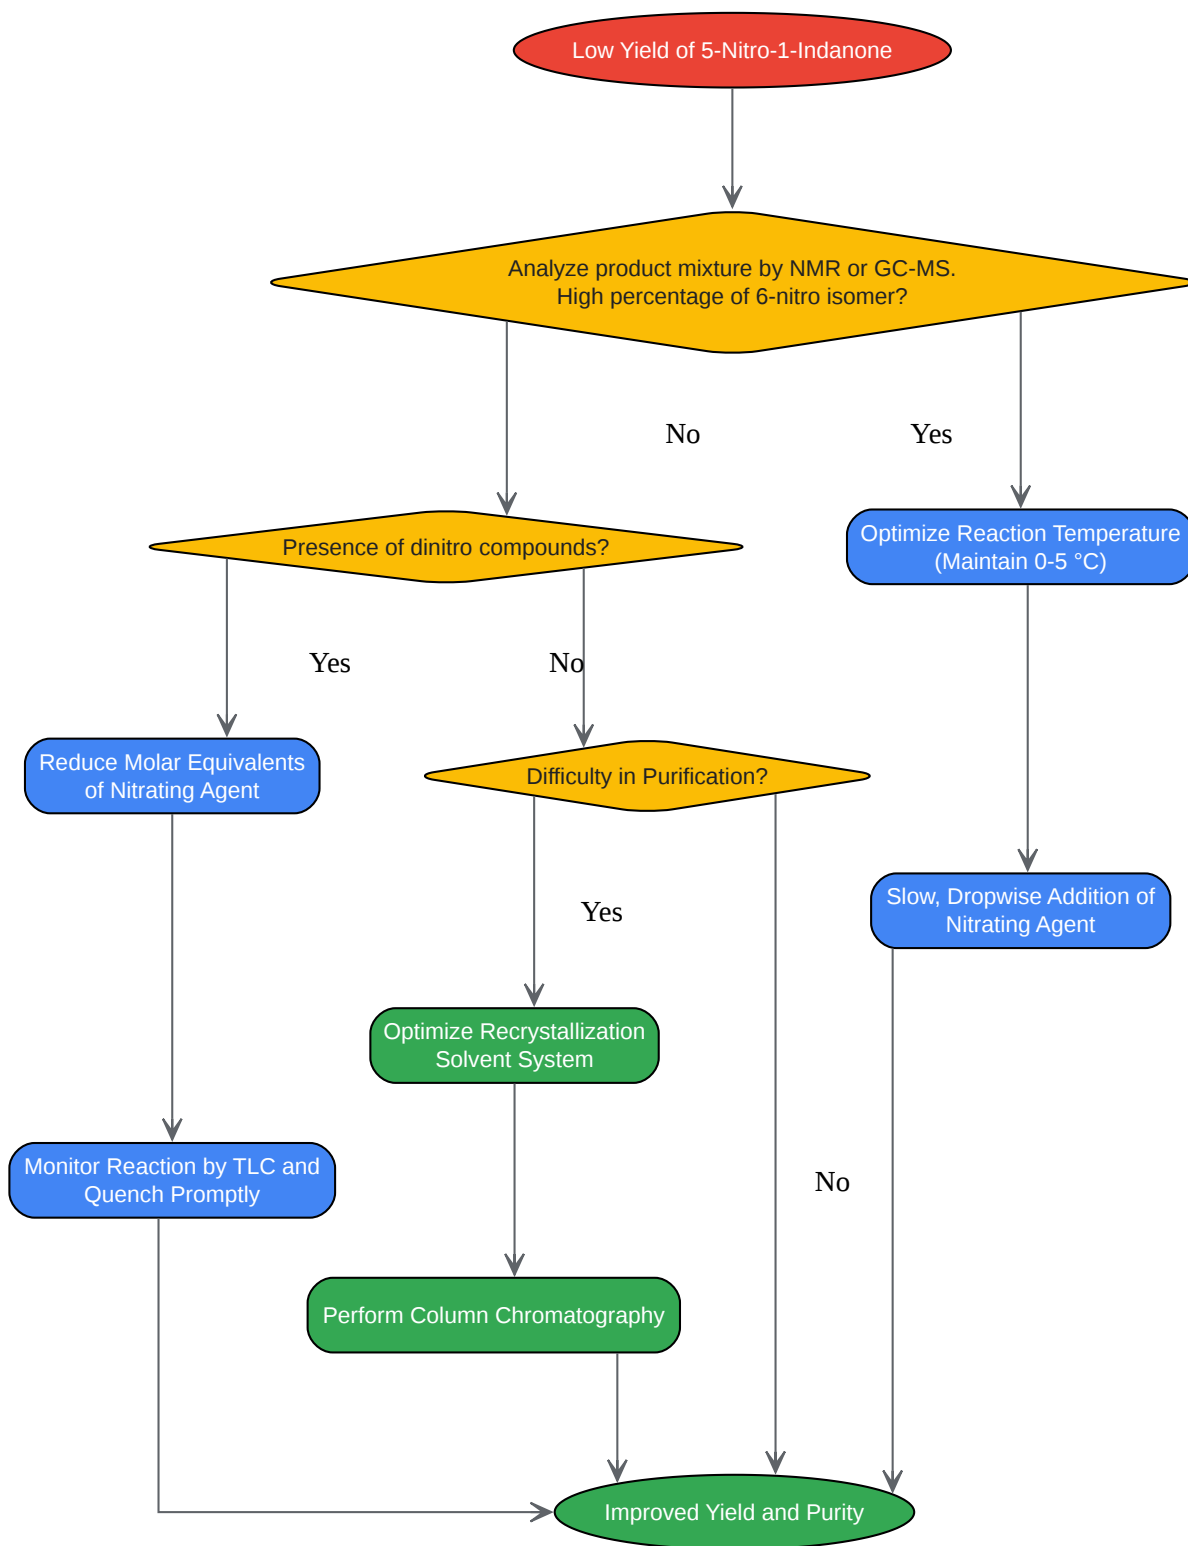 Low Yield of 5-Nitro-1-Indanone
Analyze product mixture by NMR or GC-MS.
High percentage of 6-nitro isomer?
No
Yes
Presence of dinitro compounds?
Optimize Reaction Temperature
(Maintain 0-5 °C)
Yes
No
Reduce Molar Equivalents
of Nitrating Agent
Difficulty in Purification?
Yes
Slow, Dropwise Addition of
Nitrating Agent
Optimize Recrystallization
Solvent System
Monitor Reaction by TLC and
Quench Promptly
No
Perform Column Chromatography
Improved Yield and Purity